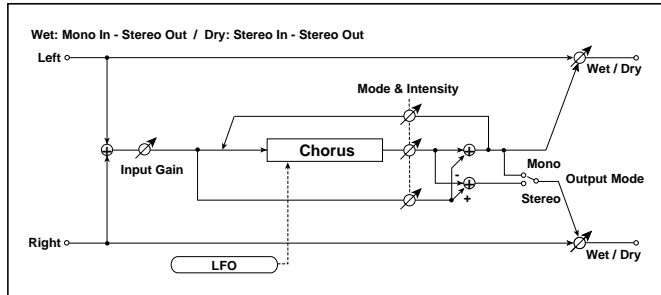 Wet: Mono In - Stereo Out / Dry: Stereo In - Stereo Out
Left
Wet / Dry
Mode & Intensity
Chorus
Input Gain
Mono
Output Mode
Stereo
-
+
Right
LFO
Wet / Dry